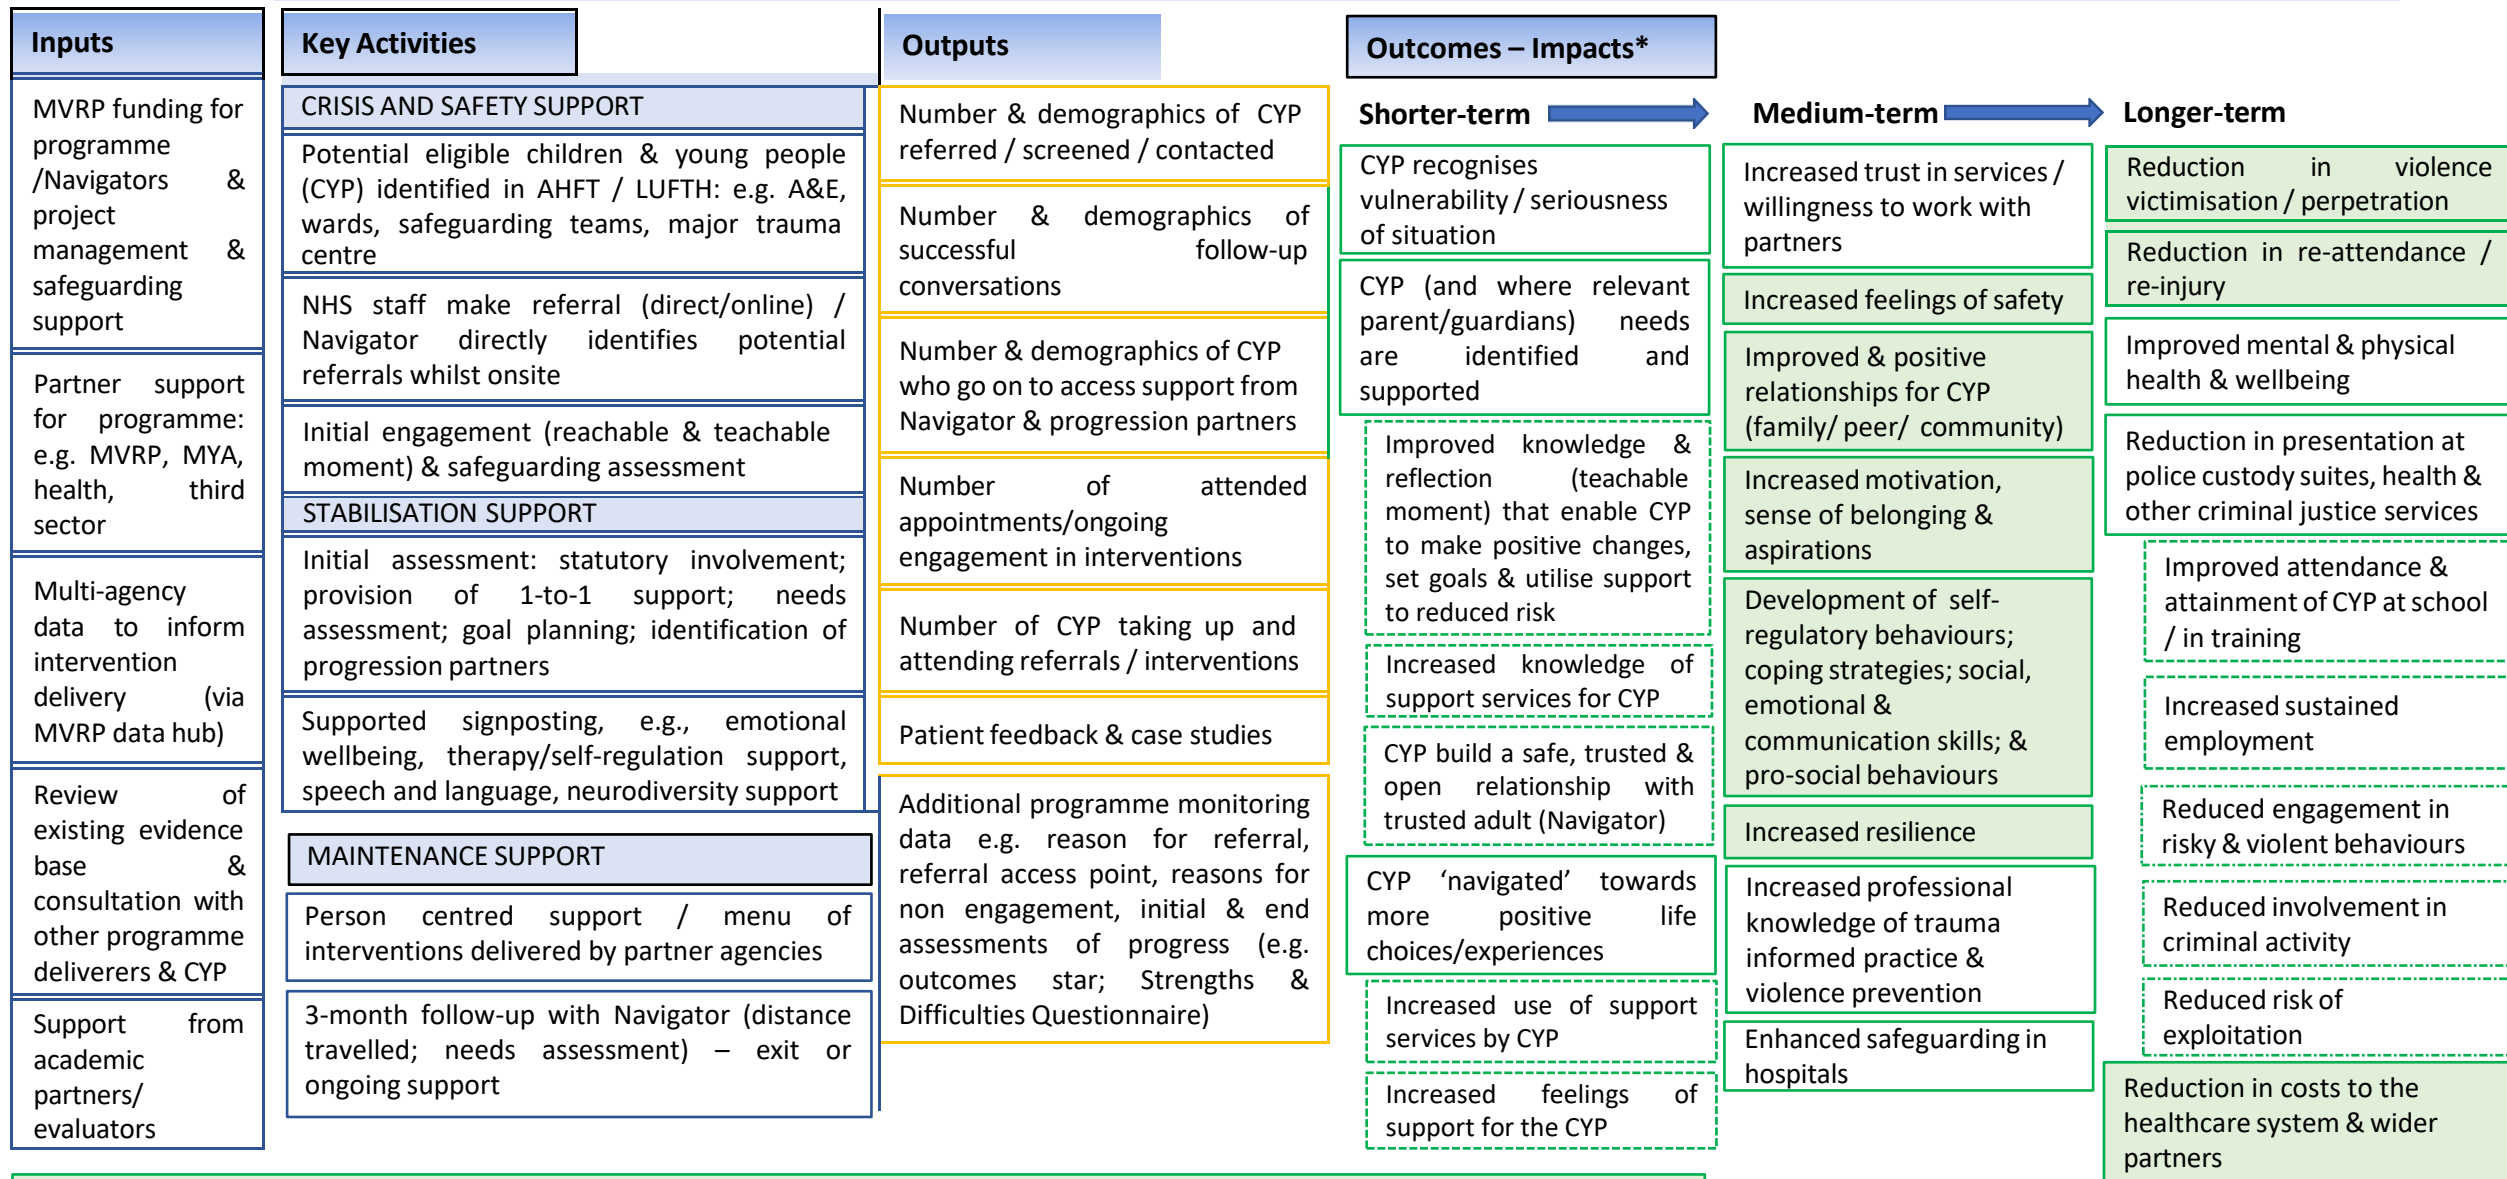 Inputs
MVRP funding for
programme
/Navigators &
project
management &
safeguarding
support
Partner support
for programme:
e.g. MVRP, MYA,
health, third
sector
Multi-agency
data to inform
intervention
delivery (via
MVRP data hub)
Review of
existing evidence
base &
consultation with
other programme
deliverers & CYP
Support from
academic
partners/
evaluators
Key Activities
CRISIS AND SAFETY SUPPORT
Potential eligible children & young people
(CYP) identified in AHFT / LUFTH: e.g. A&E,
wards, safeguarding teams, major trauma
centre
NHS staff make referral (direct/online) /
Navigator directly identifies potential
referrals whilst onsite
Initial engagement (reachable & teachable
moment) & safeguarding assessment
STABILISATION SUPPORT
Initial assessment: statutory involvement;
provision of 1-to-1 support; needs
assessment; goal planning; identification of
progression partners
Supported signposting, e.g., emotional
wellbeing, therapy/self-regulation support,
speech and language, neurodiversity support
MAINTENANCE SUPPORT
Person centred support / menu of
interventions delivered by partner agencies
3-month follow-up with Navigator (distance
travelled; needs assessment) – exit or
ongoing support
Outputs
Number & demographics of CYP
referred / screened / contacted
Number & demographics of
successful follow-up
conversations
Number & demographics of CYP
who go on to access support from
Navigator & progression partners
Number of attended
appointments/ongoing
engagement in interventions
Number of CYP taking up and
attending referrals / interventions
Patient feedback & case studies
Additional programme monitoring
data e.g. reason for referral,
referral access point, reasons for
non engagement, initial & end
assessments of progress (e.g.
outcomes star; Strengths &
Difficulties Questionnaire)
Outcomes – Impacts*
Shorter-term
CYP recognises
vulnerability / seriousness
of situation
CYP (and where relevant
parent/guardians) needs
are identified and
supported
Improved knowledge &
reflection (teachable
moment) that enable CYP
to make positive changes,
set goals & utilise support
to reduced risk
Increased knowledge of
support services for CYP
CYP build a safe, trusted &
open relationship with
trusted adult (Navigator)
CYP ‘navigated’ towards
more positive life
choices/experiences
Increased use of support
services by CYP
Increased feelings of
support for the CYP
Medium-term
Increased trust in services /
willingness to work with
partners
Increased feelings of safety
Improved & positive
relationships for CYP
(family/ peer/ community)
Increased motivation,
sense of belonging &
aspirations
Development of self-
regulatory behaviours;
coping strategies; social,
emotional &
communication skills; &
pro-social behaviours
Increased resilience
Increased professional
knowledge of trauma
informed practice &
violence prevention
Enhanced safeguarding in
hospitals
Longer-term
Reduction in violence
victimisation / perpetration
Reduction in re-attendance /
re-injury
Improved mental & physical
health & wellbeing
Reduction in presentation at
police custody suites, health &
other criminal justice services
Improved attendance &
attainment of CYP at school
/ in training
Increased sustained
employment
Reduced engagement in
risky & violent behaviours
Reduced involvement in
criminal activity
Reduced risk of
exploitation
Reduction in costs to the
healthcare system & wider
partners